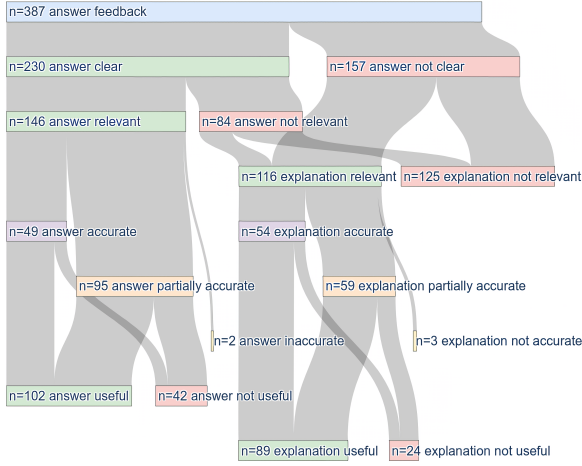 n=387 answer feedback
n=230 answer clear
n=157 answer not clear
n=146 answer relevant
n=84 answer not relevant
n=116 explanation relevant
n=125 explanation not relevant
n=49 answer accurate
n=54 explanation accurate
n=95 answer partially accurate
n=59 explanation partially accurate
n=2 answer inaccurate
n=3 explanation not accurate
n=102 answer useful
n=42 answer not useful
n=89 explanation useful
n=24 explanation not useful